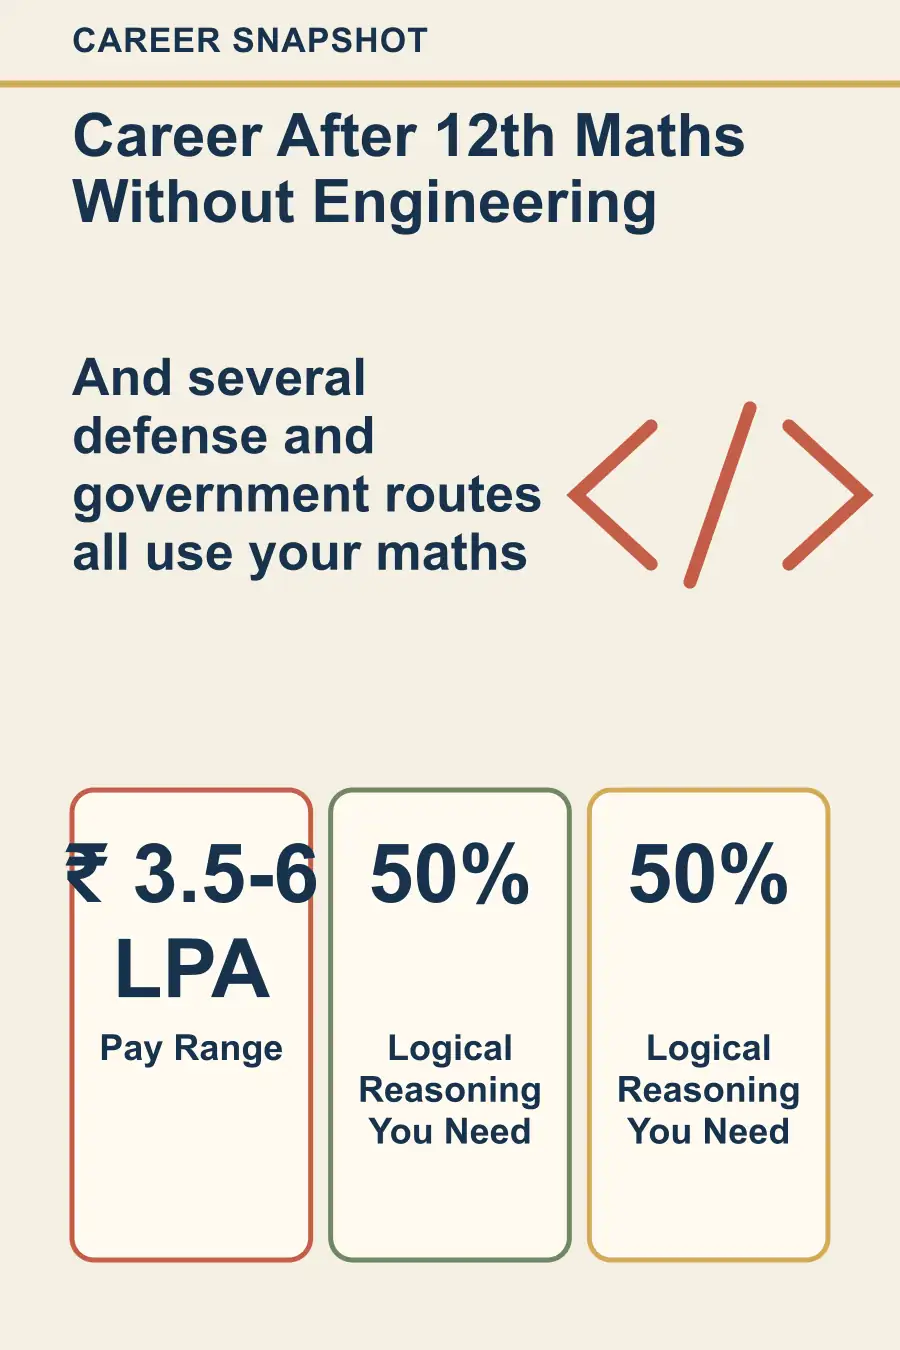 CAREER SNAPSHOT
Career After 12th Maths
Without Engineering
And several
defense and
government routes
all use your maths
₹ 3.5-6
LPA
Pay Range
50%
Logical
Reasoning
You Need
50%
Logical
Reasoning
You Need